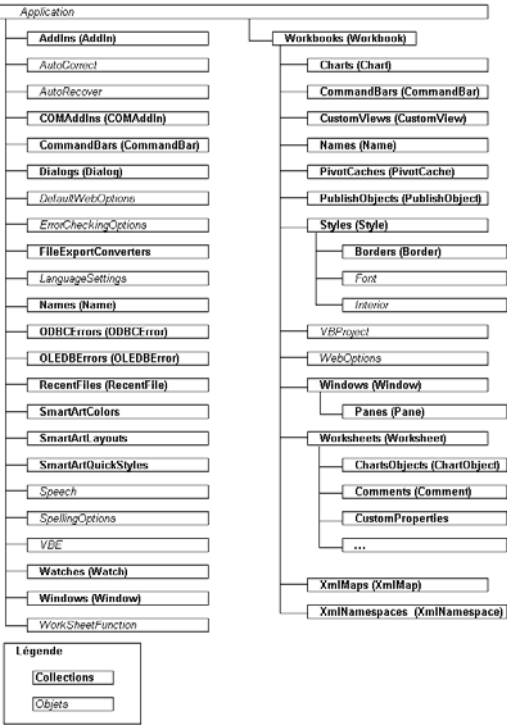 Application
AddIns (AddIn)
AutoCorrect
AutoRecover
COMAddIns (COMAddIn)
CommandBars (CommandBar)
Dialogs (Dialog)
DefaultWebOptions
ErrorCheckingOptions
FileExportConverters
LanguageSettings
Names (Name)
ODBCErrors (ODBCError)
OLEDBErrors (OLEDBError)
RecentFiles (RecentFile)
SmartArtColors
SmartArtLayouts
SmartArtQuickStyles
Speech
SpellingOptions
VBE
Watches (Watch)
Windows (Window)
WorkSheetFunction
Workbooks (Workbook)
Charts (Chart)
CommandBars (CommandBar)
CustomViews (CustomView)
Names (Name)
PivotCaches (PivotCache)
PublishObjects (PublishObject)
Styles (Style)
Borders (Border)
Font
Interior
VBProject
WebOptions
Windows (Window)
Panes (Pane)
Worksheets (Worksheet)
ChartsObjects (ChartObject)
Comments (Comment)
CustomProperties
...
XmlMaps (XmlMap)
XmlNamespaces (XmlNamespace)
Légende
Collections
Objets